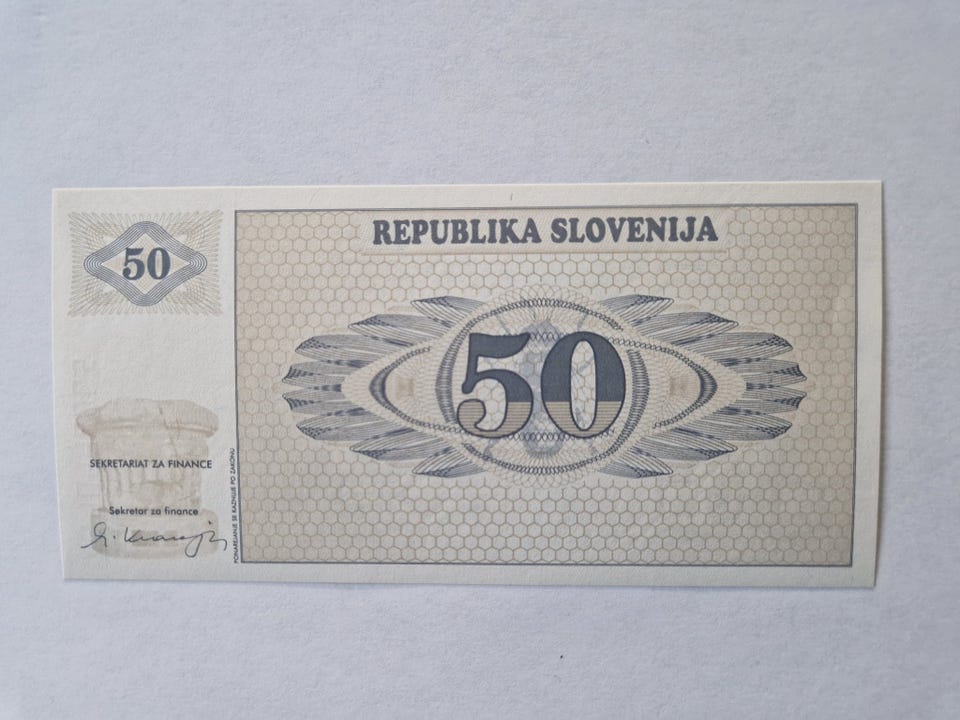 50
REPUBLIKA SLOVENIJA
50
SEKRETARIAT ZA FINANCE
Sekretar za finance
PONAREJANJE SE KAZNUJE PO ZAKONU